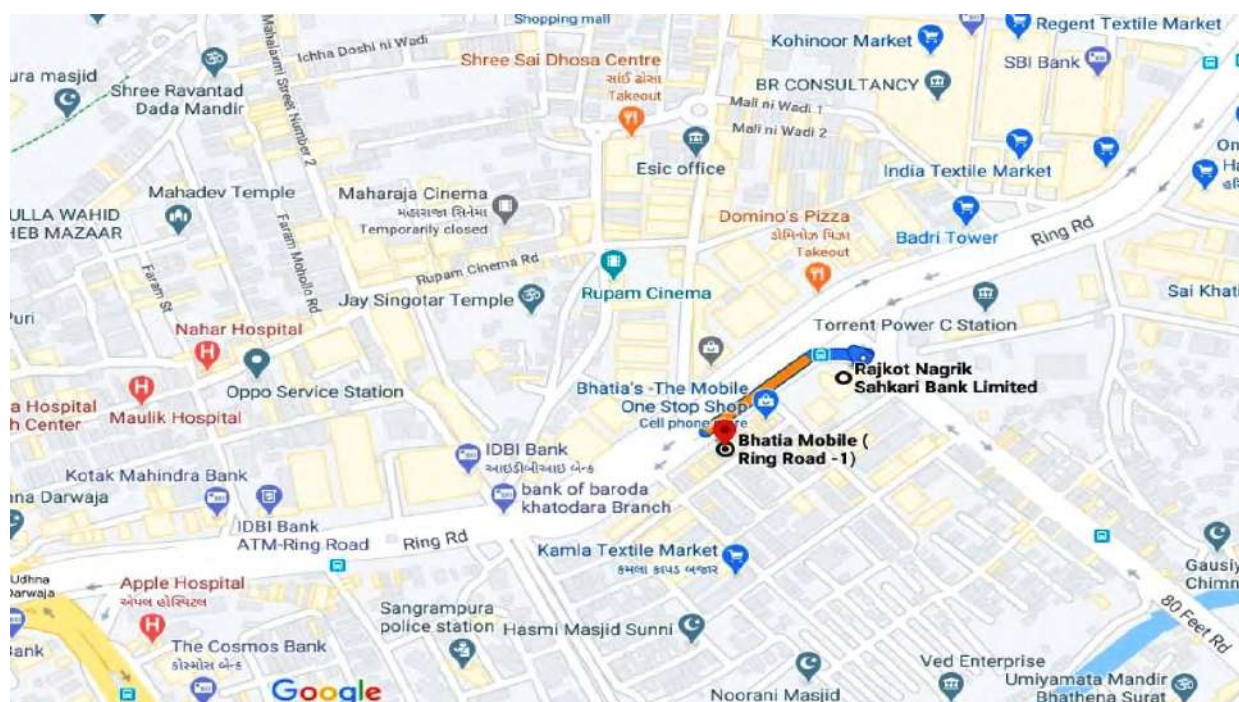 Shopping mall
Regent Textile Market
Ichha Doshi ni Wadi
Mahalaxmi Street Number 2
Kohinoor Market
SBI Bank
Shree Sai Dhosa Centre
સાંઈ ઢોસા
Takeout
ura masjid
Shree Ravantad
Dada Mandir
BR CONSULTANCY
Mali ni Wadi 1
Mali ni Wadi 2
On
Ha
Esic office
India Textile Market
Mahadev Temple
Maharaja Cinema
મહારાજા સિનેમા
Temporarily closed
ULLA WAHID
HEB MAZAAR
Domino's Pizza
ડોમિનોઝ પિઝા
Takeout
Badri Tower
Ring Rd
Faram St
Faram Mohollo Rd
Rupam Cinema Rd
Rupam Cinema
Jay Singotar Temple
Sai Khati
Puri
Nahar Hospital
Torrent Power C Station
Oppo Service Station
Rajkot Nagrik
Sahkari Bank Limited
Bhatia's -The Mobile
One Stop Shop
Cell phone
a Hospital
h Center
Maulik Hospital
Bhatia Mobile (
Ring Road -1)
IDBI Bank
આઇડીબીઆઇ બેન્ક
Kotak Mahindra Bank
bank of baroda
khatodara Branch
na Darwaja
IDBI Bank
ATM-Ring Road
Ring Rd
Kamla Textile Market
કમલા કાપડ બજાર
Gausiy
Chimn
Udhna
Darwaja
Apple Hospital
એપલ હોસ્પિટલ
80 Feet Rd
Sangrampura
police station
Hasmi Masjid Sunni
Bank
The Cosmos Bank
કોસ્મોસ બેન્ક
Ved Enterprise
Umiyamata Mandir
Bhathena Surat
Google
Noorani Masjid